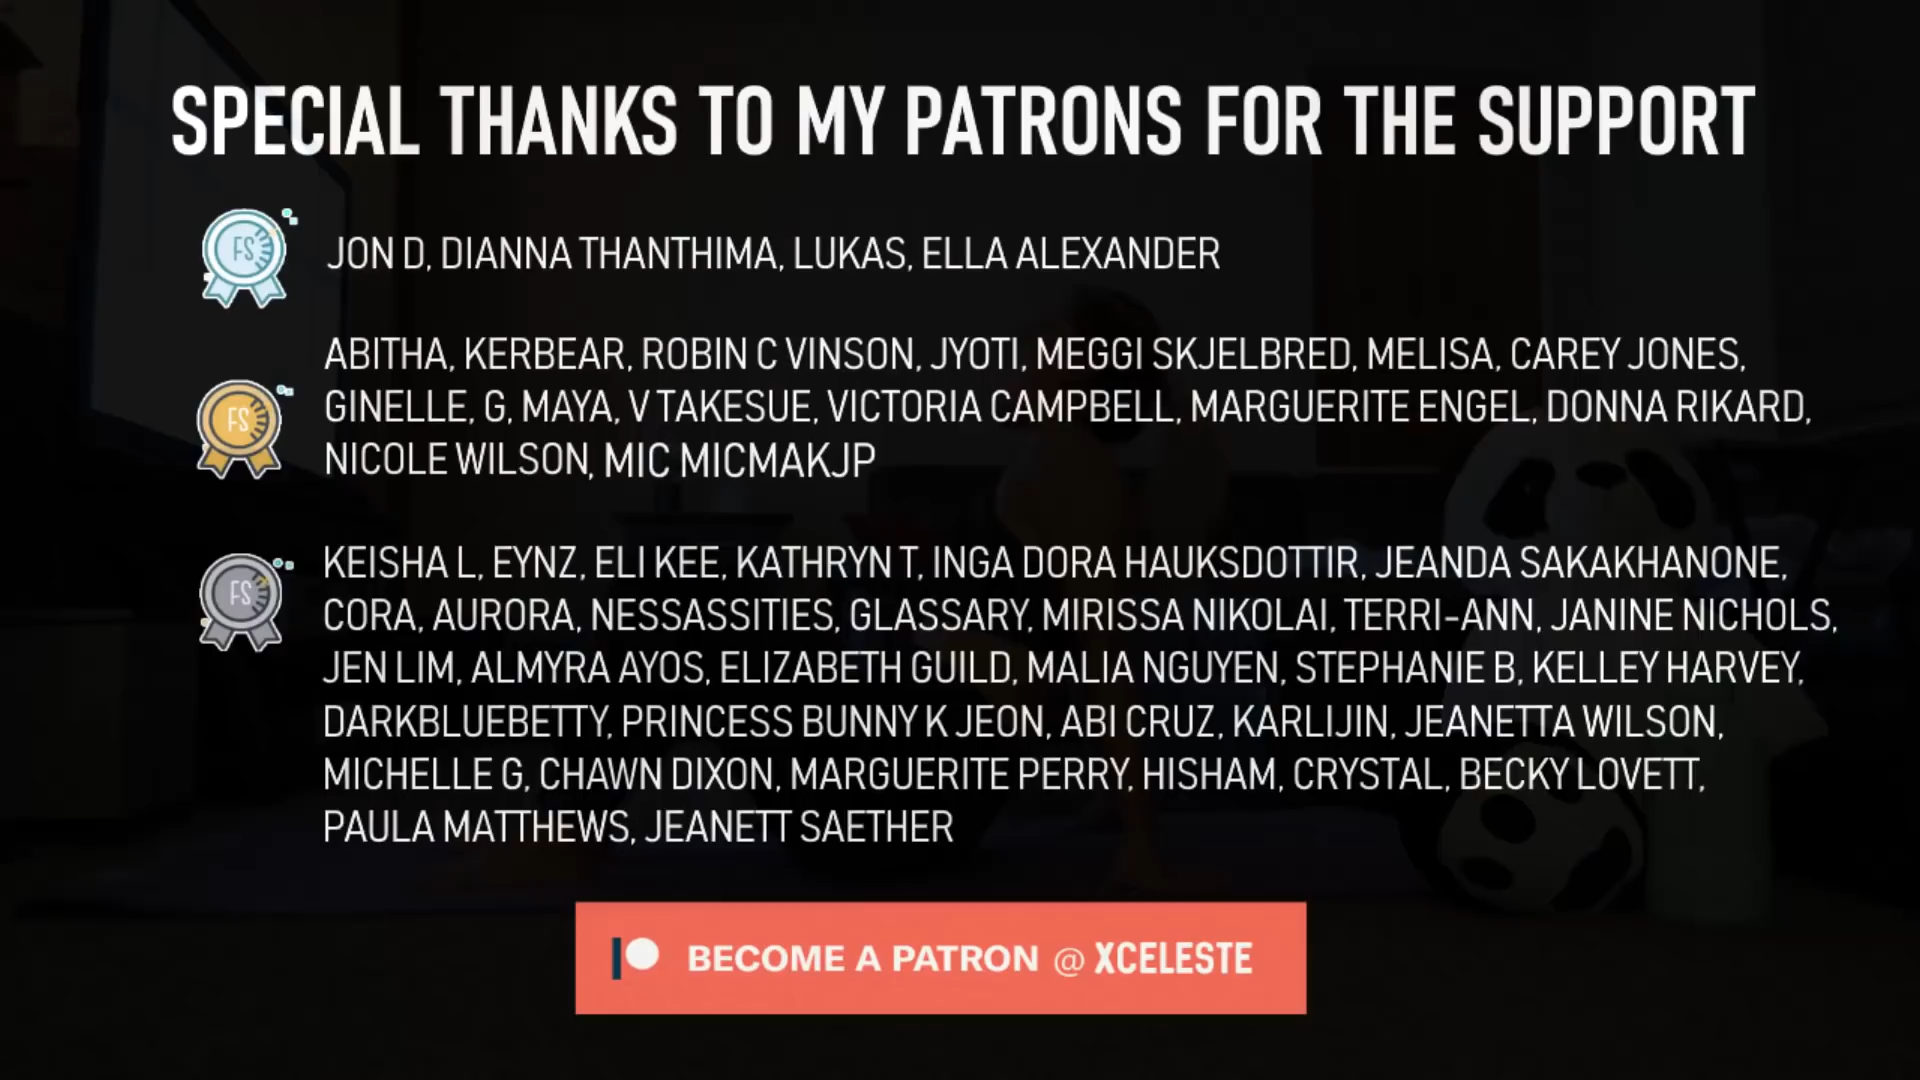 SPECIAL THANKS TO MY PATRONS FOR THE SUPPORT
FS
JON D, DIANNA THANTHIMA, LUKAS, ELLA ALEXANDER
ABITHA, KERBEAR, ROBIN C VINSON, JYOTI, MEGGI SKJELBRED, MELISA, CAREY JONES,
FS
GINELLE, G, MAYA, V TAKESUE, VICTORIA CAMPBELL, MARGUERITE ENGEL, DONNA RIKARD,
NICOLE WILSON, MIC MICMAKJP
KEISHA L, EYNZ, ELI KEE, KATHRYN T, INGA DORA HAUKSDOTTIR, JEANDA SAKAKHANONE,
FS
CORA, AURORA, NESSASSITIES, GLASSARY, MIRISSA NIKOLAI, TERRI-ANN, JANINE NICHOLS,
JEN LIM, ALMYRA AYOS, ELIZABETH GUILD, MALIA NGUYEN, STEPHANIE B, KELLEY HARVEY,
DARKBLUEBETTY, PRINCESS BUNNY K JEON, ABI CRUZ, KARLIJIN, JEANETTA WILSON,
MICHELLE G, CHAWN DIXON, MARGUERITE PERRY, HISHAM, CRYSTAL, BECKY LOVETT,
PAULA MATTHEWS, JEANETT SAETHER
BECOME A PATRON @ XCELESTE